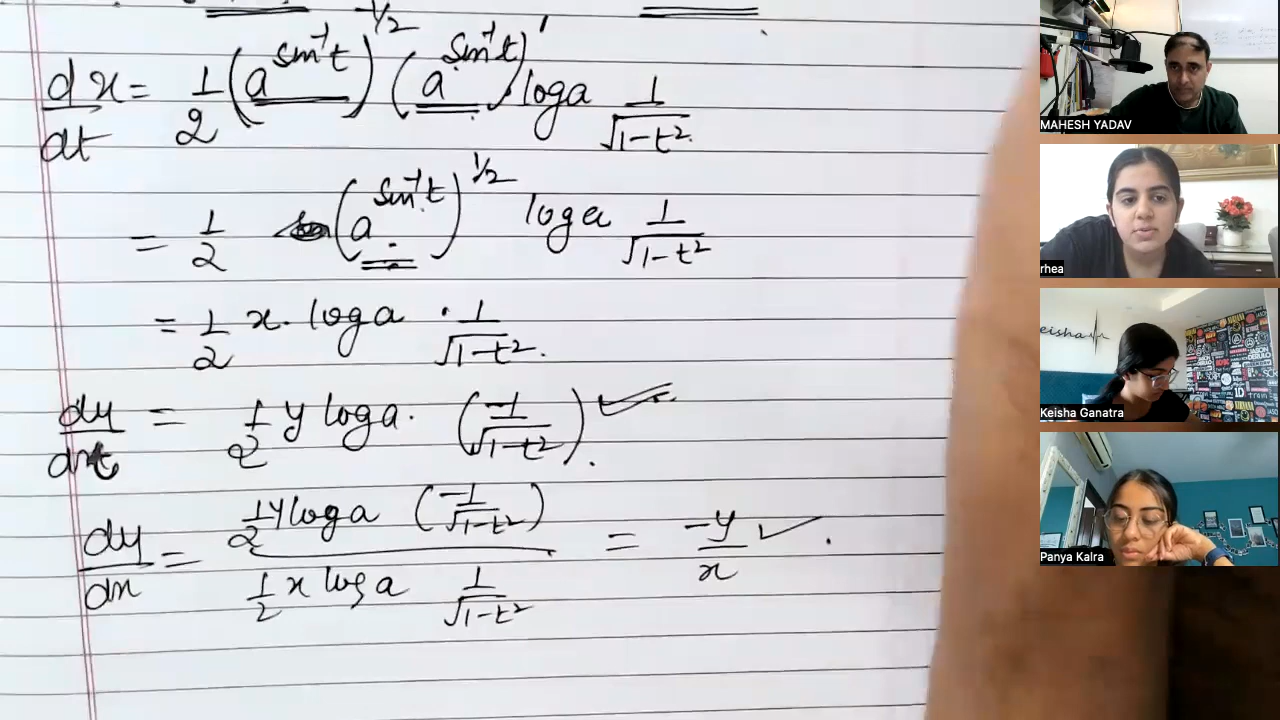 dx/dt = 1/2 (a^sin⁻¹t)^-1/2 (a^sin⁻¹t)' log a 1/√1-t²
= 1/2 (a^sin⁻¹t)^1/2 log a 1/√1-t²
= 1/2 x. log a · 1/√1-t².
dy/dt = 1/2 y log a. (-1/√1-t²).
dy/dx = 1/2 y log a (-1/√1-t²) / 1/2 x log a 1/√1-t² = -y/x .
MAHESH YADAV
rhea
keisha
Keisha Ganatra
Panya Kalra